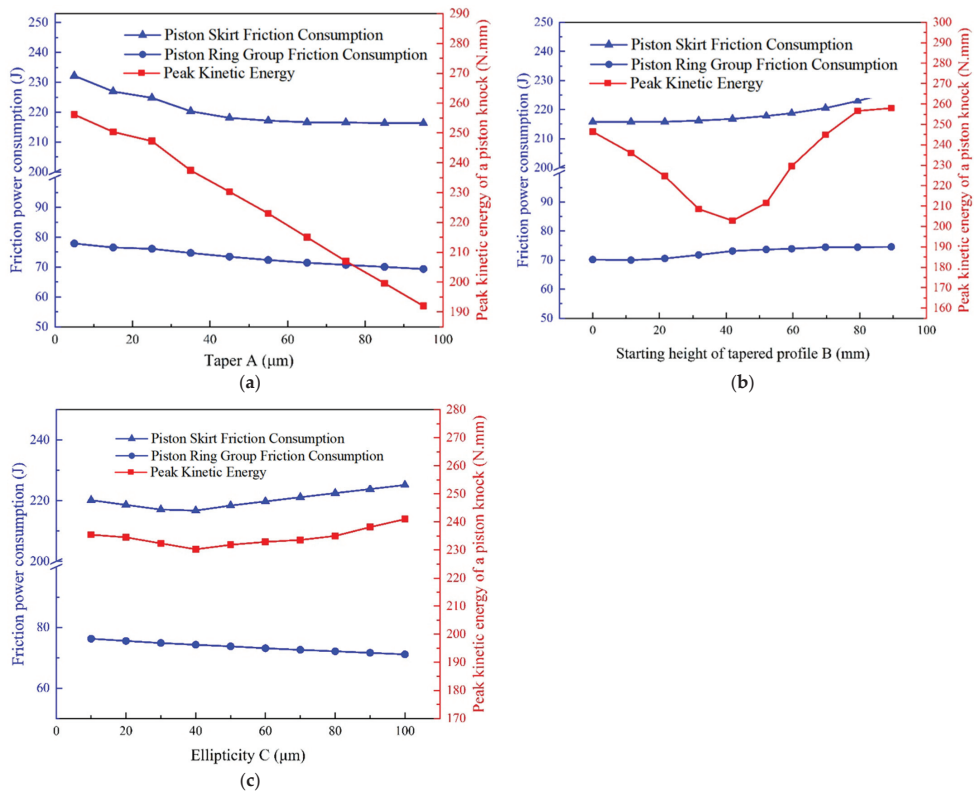 Friction power consumption (J)
250
240
230
220
210
200
90
80
70
60
50
Piston Skirt Friction Consumption
Piston Ring Group Friction Consumption
Peak Kinetic Energy
290
280
270
260
250
240
230
220
210
200
190
Peak kinetic energy of a piston knock (N.mm)
0 20 40 60 80 100
Taper A (μm)
(a)
Friction power consumption (J)
250
240
230
220
210
200
90
80
70
60
50
Piston Skirt Friction Consumption
Piston Ring Group Friction Consumption
Peak Kinetic Energy
300
290
280
270
260
250
240
230
220
210
200
190
180
170
160
Peak kinetic energy of a piston knock (N.mm)
0 20 40 60 80 100
Starting height of tapered profile B (mm)
(b)
Friction power consumption (J)
240
220
200
80
60
Piston Skirt Friction Consumption
Piston Ring Group Friction Consumption
Peak Kinetic Energy
280
270
260
250
240
230
220
210
200
190
180
170
Peak kinetic energy of a piston knock (N.mm)
0 20 40 60 80 100
Ellipticity C (μm)
(c)